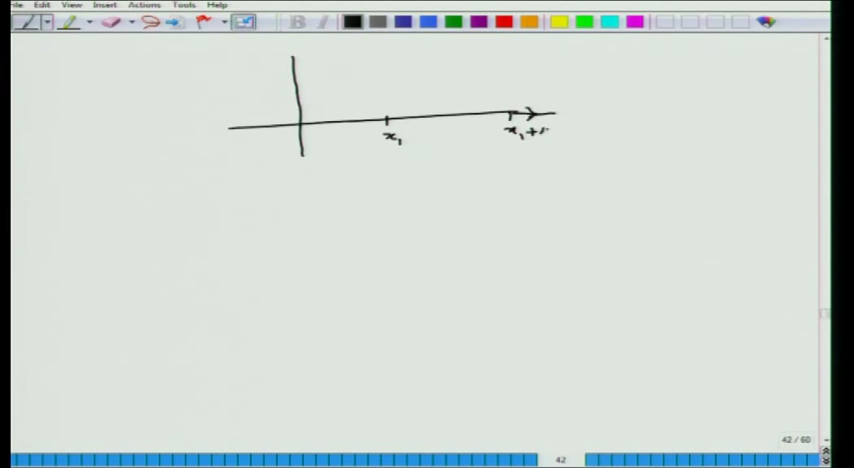 File Edit View Insert Actions Tools Help
B I
x₁
x₁+
42 / 60
42